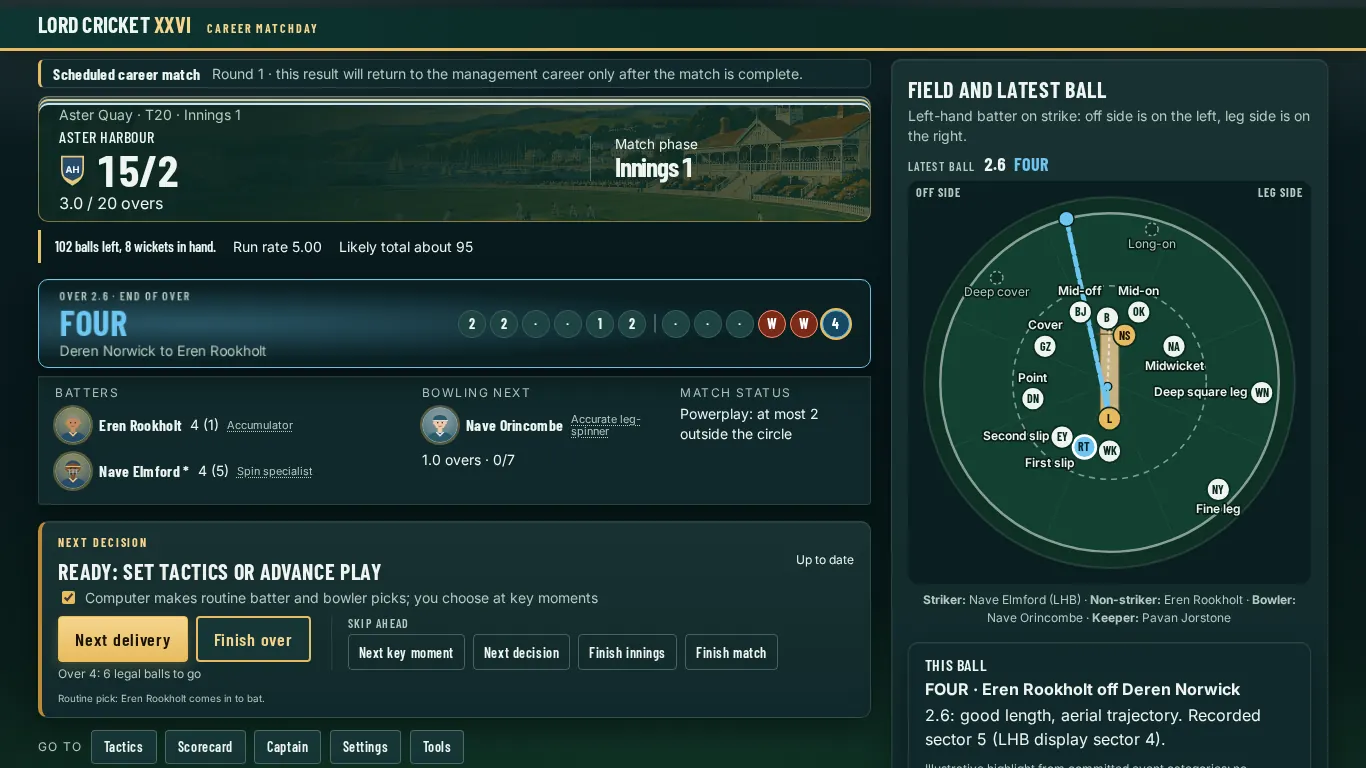 LORD CRICKET XXVI CAREER MATCHDAY
Scheduled career match Round 1 · this result will return to the management career only after the match is complete.
Aster Quay · T20 · Innings 1
ASTER HARBOUR
AH 15/2
3.0 / 20 overs
Match phase
Innings 1
102 balls left, 8 wickets in hand. Run rate 5.00 Likely total about 95
OVER 2.6 · END OF OVER
FOUR
Deren Norwick to Eren Rookholt
2 2 · · 1 2 | · · · W W 4
BATTERS
Eren Rookholt 4 (1) Accumulator
Nave Elmford * 4 (5) Spin specialist
BOWLING NEXT
Nave Orincombe Accurate leg-
spinner
1.0 overs · 0/7
MATCH STATUS
Powerplay: at most 2
outside the circle
NEXT DECISION
READY: SET TACTICS OR ADVANCE PLAY
Up to date
Computer makes routine batter and bowler picks; you choose at key moments
Next delivery Finish over
SKIP AHEAD
Next key moment Next decision Finish innings Finish match
Over 4: 6 legal balls to go
Routine pick: Eren Rookholt comes in to bat.
GO TO Tactics Scorecard Captain Settings Tools
FIELD AND LATEST BALL
Left-hand batter on strike: off side is on the left, leg side is on
the right.
LATEST BALL 2.6 FOUR
OFF SIDE LEG SIDE
Long-on
Deep cover
Mid-off Mid-on
BJ B OK
Cover
NS
GZ NA
Midwicket
Point
Deep square leg WN
DN
L
Second slip EY
RT WK
First slip
NY
Fine leg
Striker: Nave Elmford (LHB) · Non-striker: Eren Rookholt · Bowler:
Nave Orincombe · Keeper: Pavan Jorstone
THIS BALL
FOUR · Eren Rookholt off Deren Norwick
2.6: good length, aerial trajectory. Recorded
sector 5 (LHB display sector 4).
Illustrative highlight from committed event categories; no